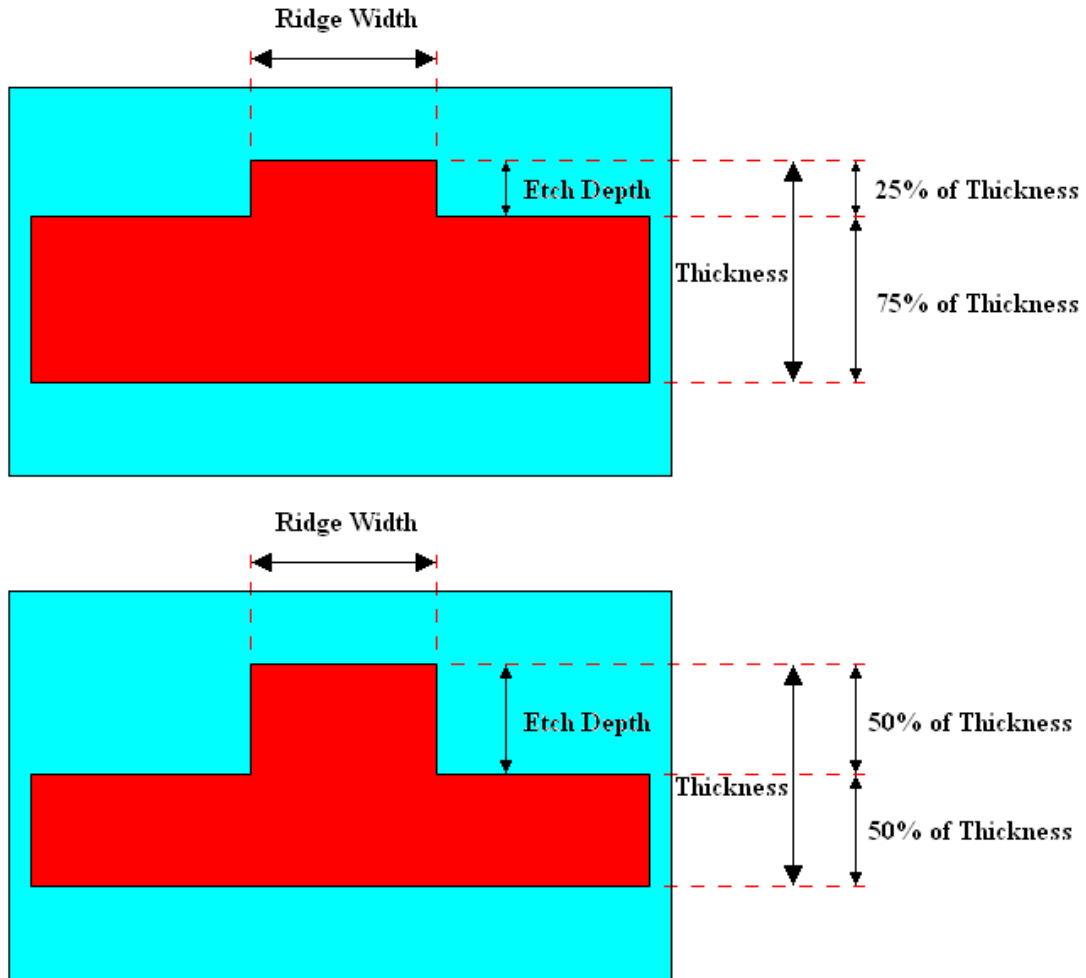 Ridge Width
Etch Depth
25% of Thickness
Thickness
75% of Thickness
Ridge Width
Etch Depth
50% of Thickness
Thickness
50% of Thickness